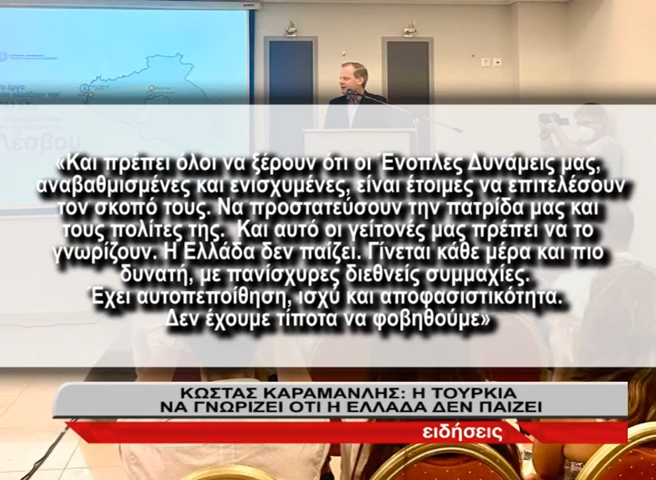 Λέσβου
«Και πρέπει όλοι να ξέρουν ότι οι Ένοπλες Δυνάμεις μας,
αναβαθμισμένες και ενισχυμένες, είναι έτοιμες να επιτελέσουν
τον σκοπό τους. Να προστατεύσουν την πατρίδα μας και
τους πολίτες της. Και αυτό οι γείτονές μας πρέπει να το
γνωρίζουν. Η Ελλάδα δεν παίζει. Γίνεται κάθε μέρα και πιο
δυνατή, με πανίσχυρες διεθνείς συμμαχίες.
Έχει αυτοπεποίθηση, ισχύ και αποφασιστικότητα.
Δεν έχουμε τίποτα να φοβηθούμε»
ΚΩΣΤΑΣ ΚΑΡΑΜΑΝΛΗΣ: Η ΤΟΥΡΚΙΑ
ΝΑ ΓΝΩΡΙΖΕΙ ΟΤΙ Η ΕΛΛΑΔΑ ΔΕΝ ΠΑΙΖΕΙ
ειδήσεις